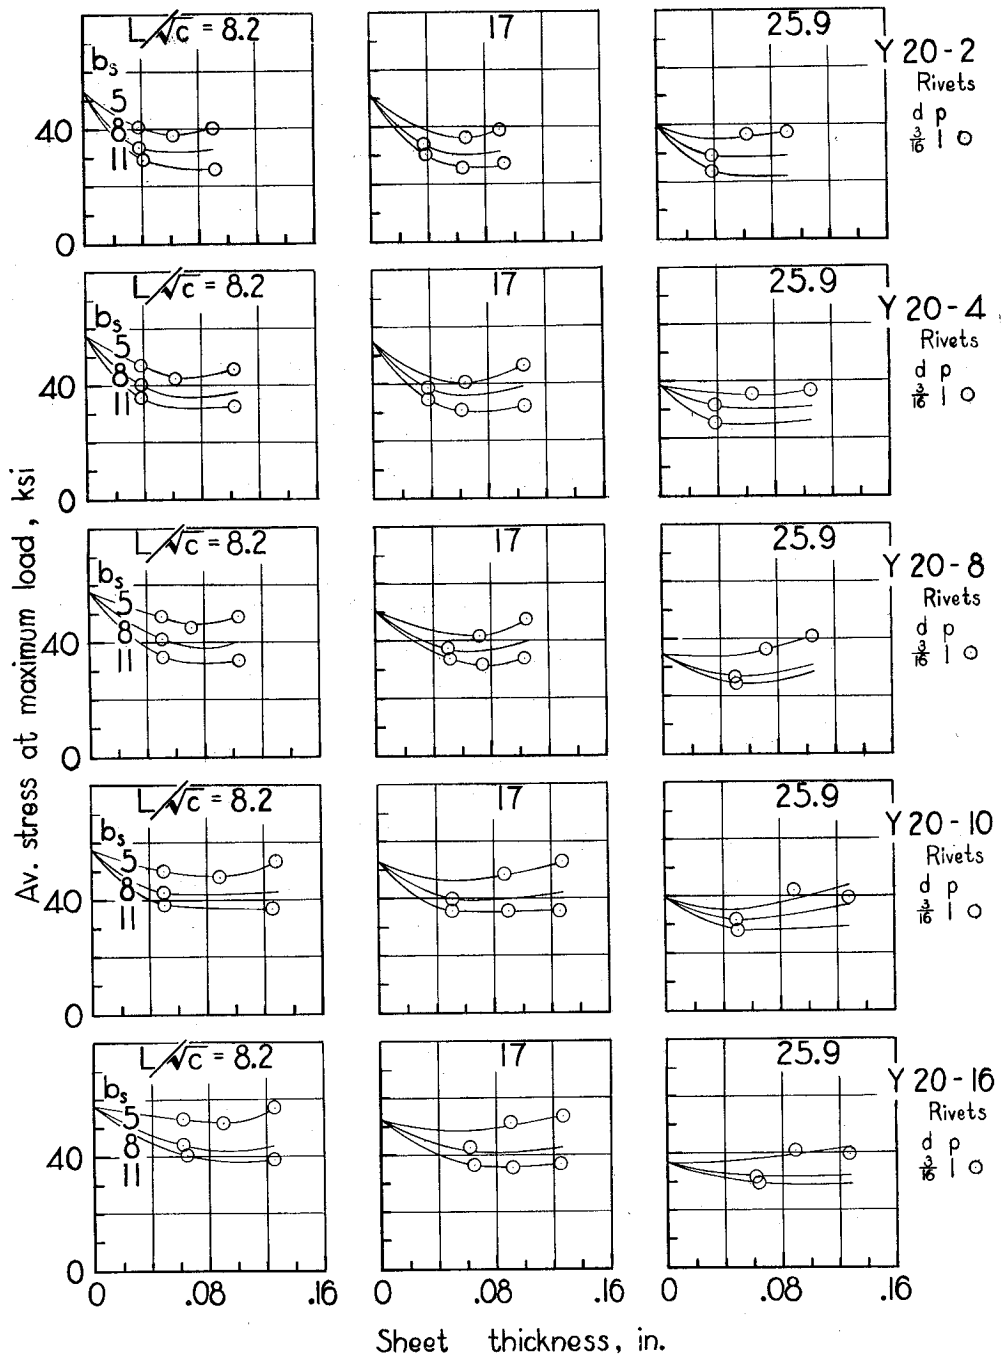 L/√c = 8.2 17 25.9 Y 20-2
bs Rivets
5 d p
40 8 3/16 1 ⊙
11
0
L/√c = 8.2 17 25.9 Y 20-4
bs Rivets
5 d p
40 8 3/16 1 ⊙
11
0
L/√c = 8.2 17 25.9 Y 20-8
bs Rivets
5 d p
40 8 3/16 1 ⊙
11
0
L/√c = 8.2 17 25.9 Y 20-10
bs Rivets
5 d p
40 8 3/16 1 ⊙
11
0
L/√c = 8.2 17 25.9 Y 20-16
bs Rivets
5 d p
40 8 3/16 1 ⊙
11
0
0 .08 .16 0 .08 .16 0 .08 .16
Av. stress at maximum load, ksi
Sheet thickness, in.